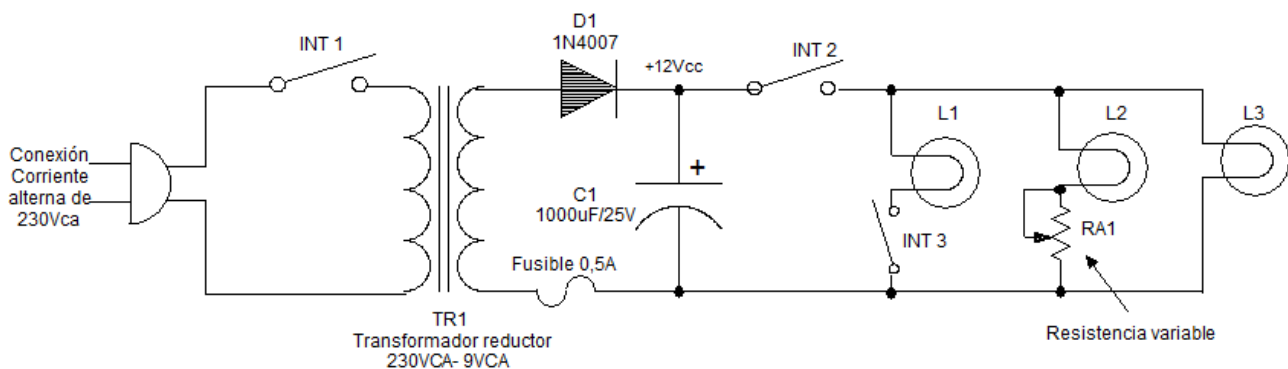 D1
1N4007
INT 1
+12Vcc
INT 2
L1
L2
L3
Conexión
Corriente
alterna de
230Vca
+
C1
1000uF/25V
INT 3
RA1
Fusible 0,5A
TR1
Transformador reductor
230VCA- 9VCA
Resistencia variable